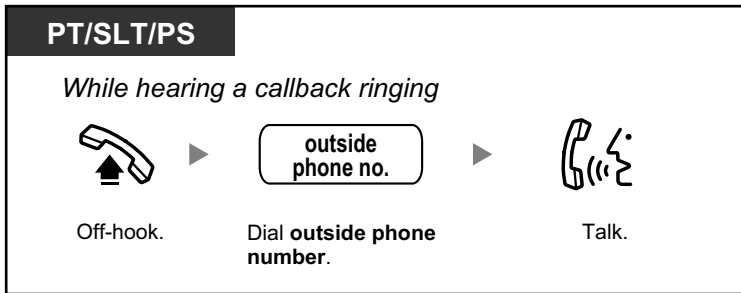 PT/SLT/PS
While hearing a callback ringing
outside
phone no.
Off-hook.
Dial outside phone
number.
Talk.